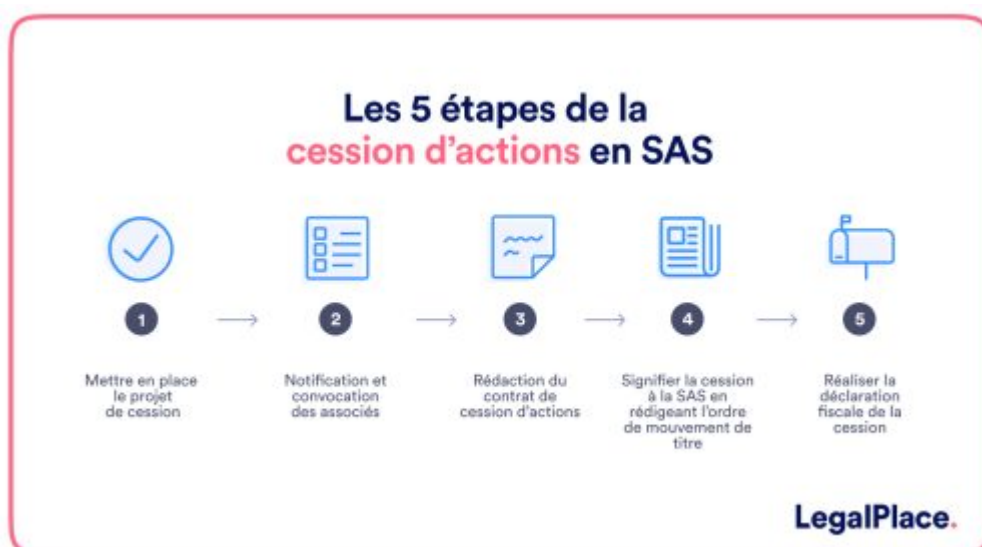 Les 5 étapes de la
cession d'actions en SAS
1
2
3
4
5
Mettre en place
le projet
de cession
Notification et
convocation
des associés
Rédaction du
contrat de
cession d'actions
Signifier la cession
à la SAS en
rédigeant l'ordre
de mouvement de
titre
Réaliser la
déclaration
fiscale de la
cession
LegalPlace.